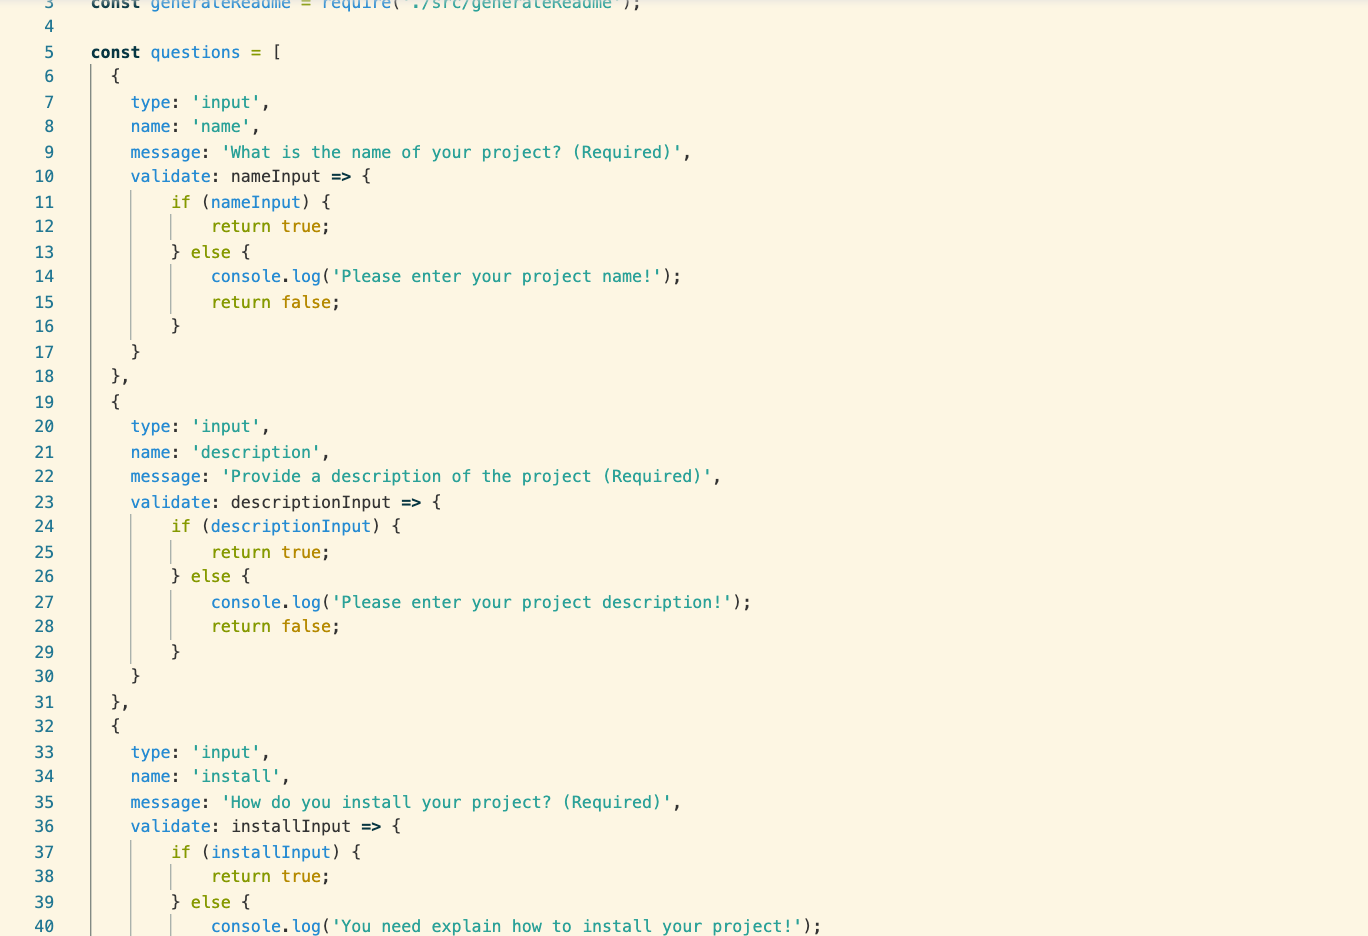 3 const generateReadme = require('./src/generateReadme');
4
5 const questions = [
6 {
7 type: 'input',
8 name: 'name',
9 message: 'What is the name of your project? (Required)',
10 validate: nameInput => {
11 if (nameInput) {
12 return true;
13 } else {
14 console.log('Please enter your project name!');
15 return false;
16 }
17 }
18 },
19 {
20 type: 'input',
21 name: 'description',
22 message: 'Provide a description of the project (Required)',
23 validate: descriptionInput => {
24 if (descriptionInput) {
25 return true;
26 } else {
27 console.log('Please enter your project description!');
28 return false;
29 }
30 }
31 },
32 {
33 type: 'input',
34 name: 'install',
35 message: 'How do you install your project? (Required)',
36 validate: installInput => {
37 if (installInput) {
38 return true;
39 } else {
40 console.log('You need explain how to install your project!');